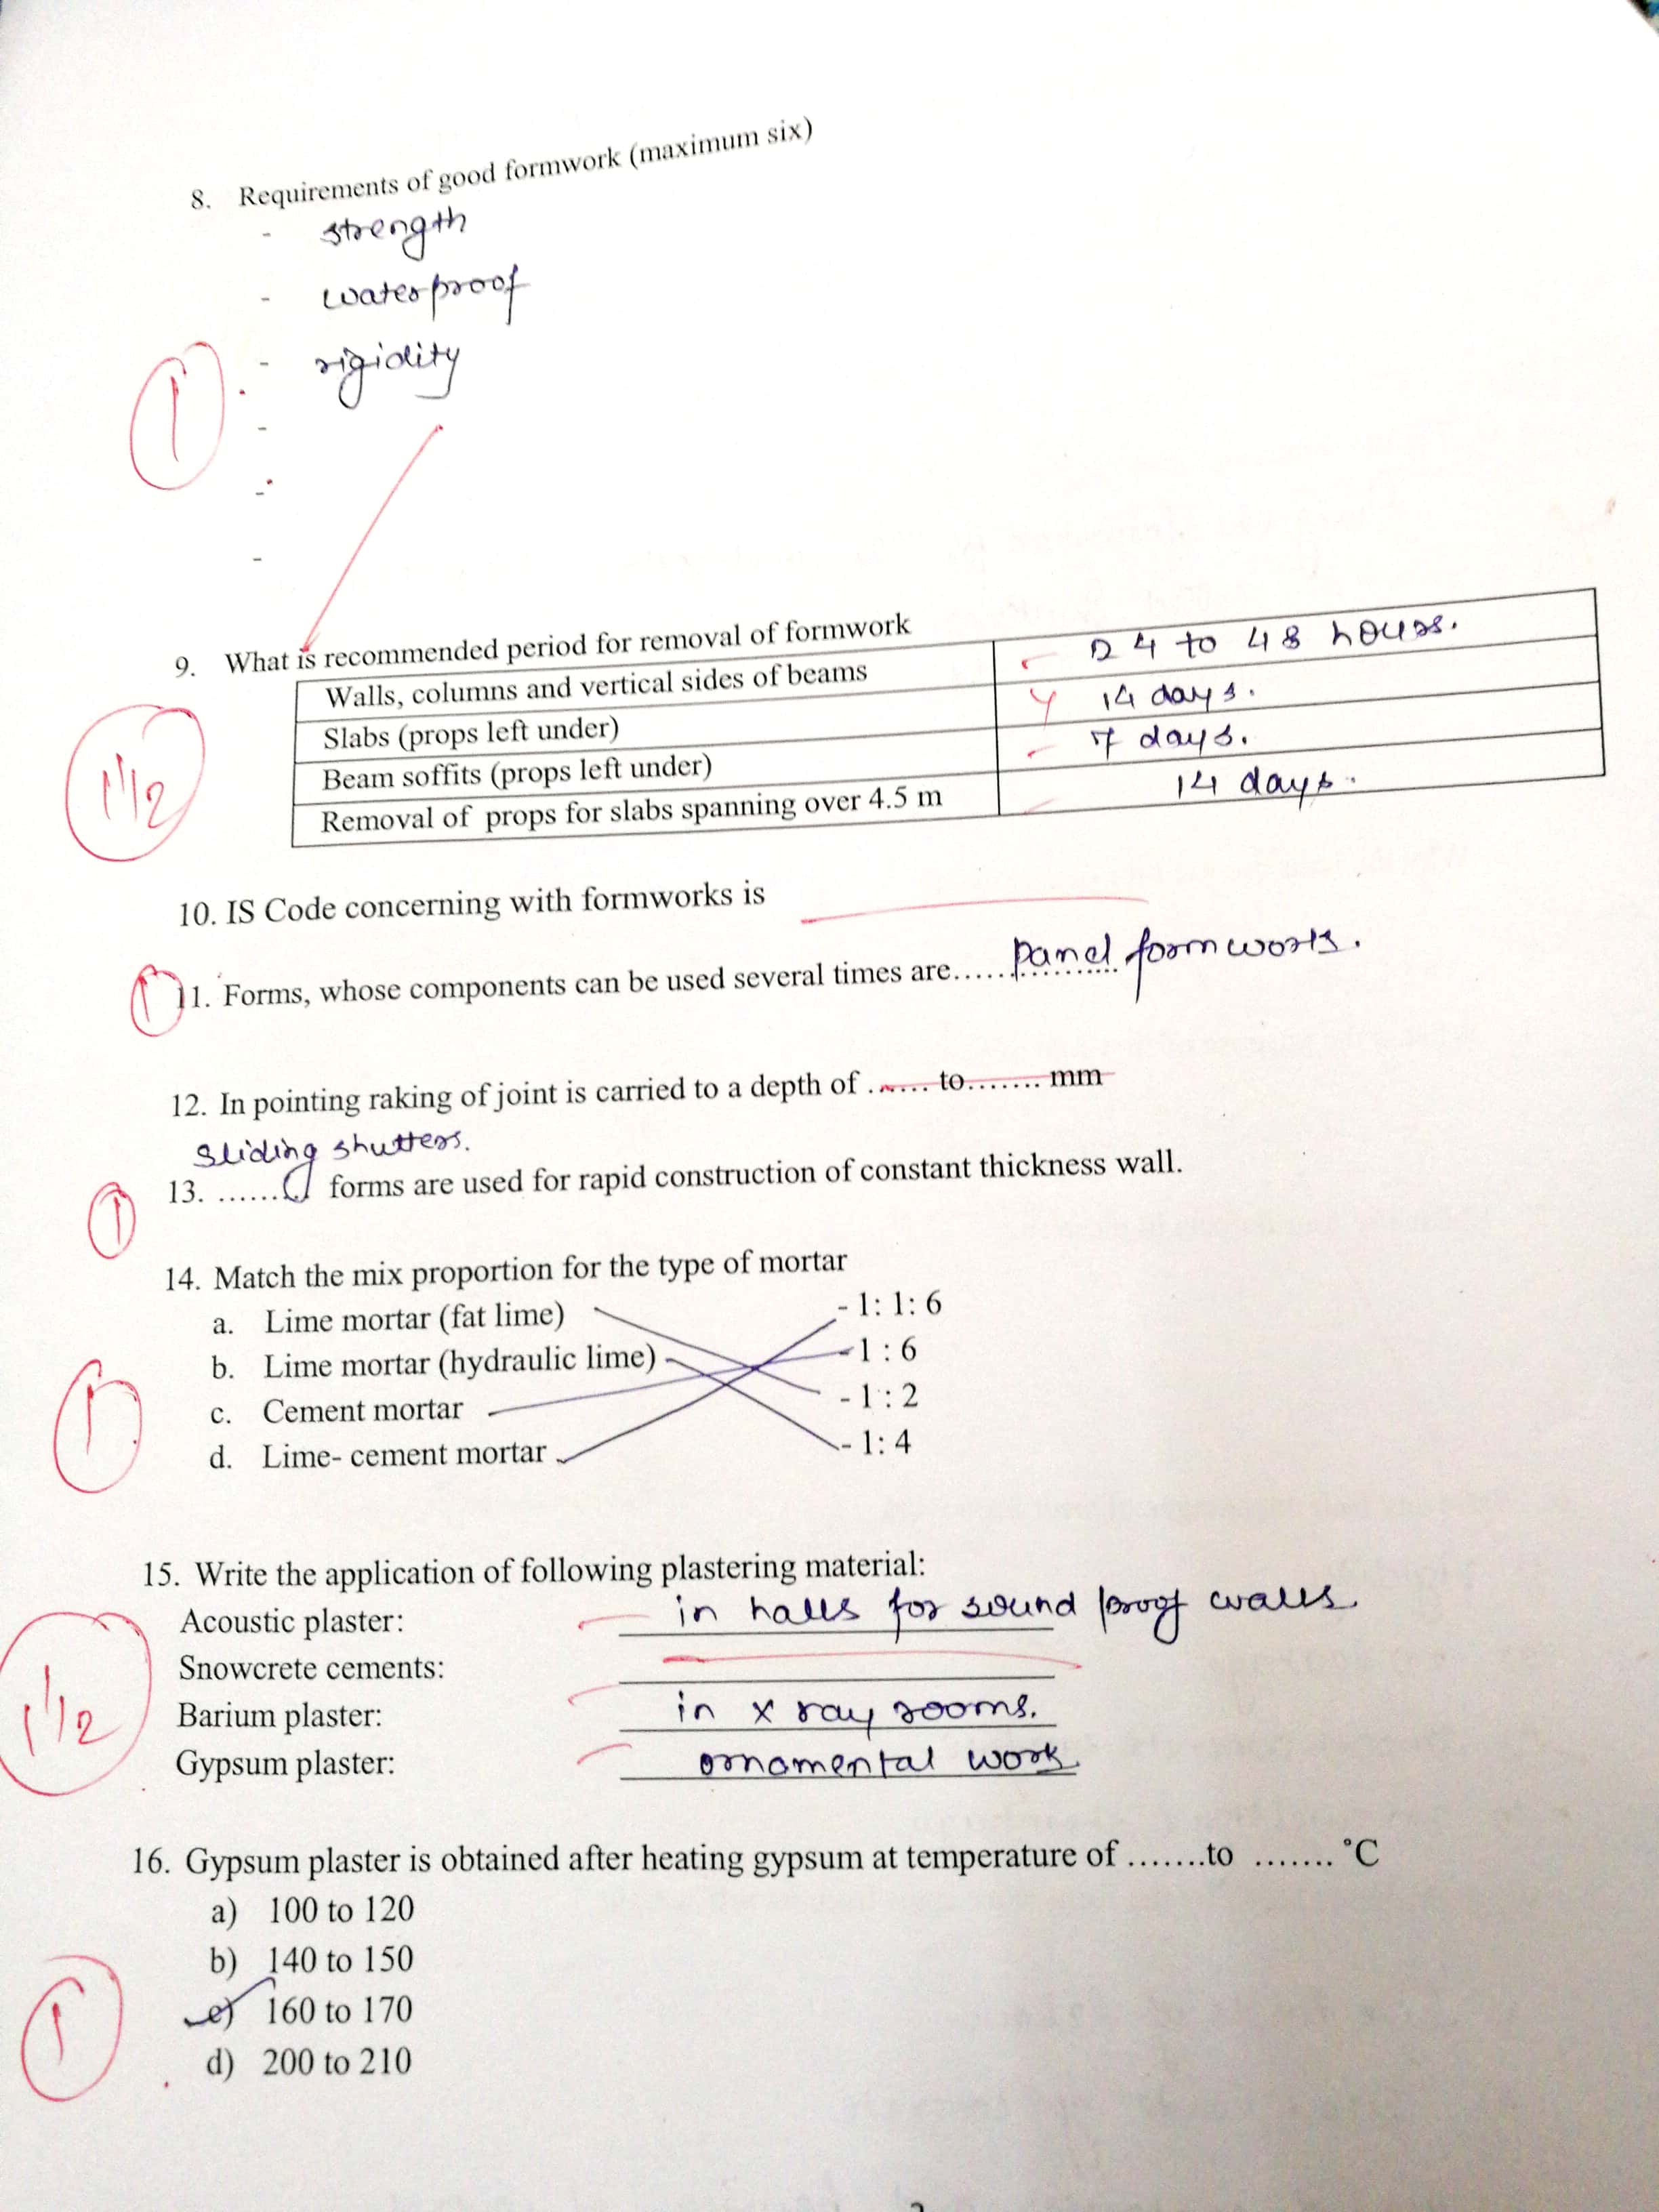 8. Requirements of good formwork (maximum six)
- strength
- waterproof
- rigidity
-
-
-
1
9. What is recommended period for removal of formwork
Walls, columns and vertical sides of beams 24 to 48 hours.
Slabs (props left under) 14 days.
Beam soffits (props left under) 7 days.
Removal of props for slabs spanning over 4.5 m 14 days.
1 1/2
10. IS Code concerning with formworks is
1 11. Forms, whose components can be used several times are.................. panel formwork.
12. In pointing raking of joint is carried to a depth of ....... to........ mm
sliding shutters.
13. ...... forms are used for rapid construction of constant thickness wall.
1
14. Match the mix proportion for the type of mortar
a. Lime mortar (fat lime) - 1: 1: 6
b. Lime mortar (hydraulic lime) - 1 : 6
c. Cement mortar - 1 : 2
d. Lime- cement mortar - 1: 4
1
15. Write the application of following plastering material:
Acoustic plaster: in halls for sound proof walls.
Snowcrete cements:
Barium plaster: in x ray rooms.
Gypsum plaster: ornamental work
1 1/2
16. Gypsum plaster is obtained after heating gypsum at temperature of .......to ....... °C
a) 100 to 120
b) 140 to 150
c) 160 to 170
d) 200 to 210
1